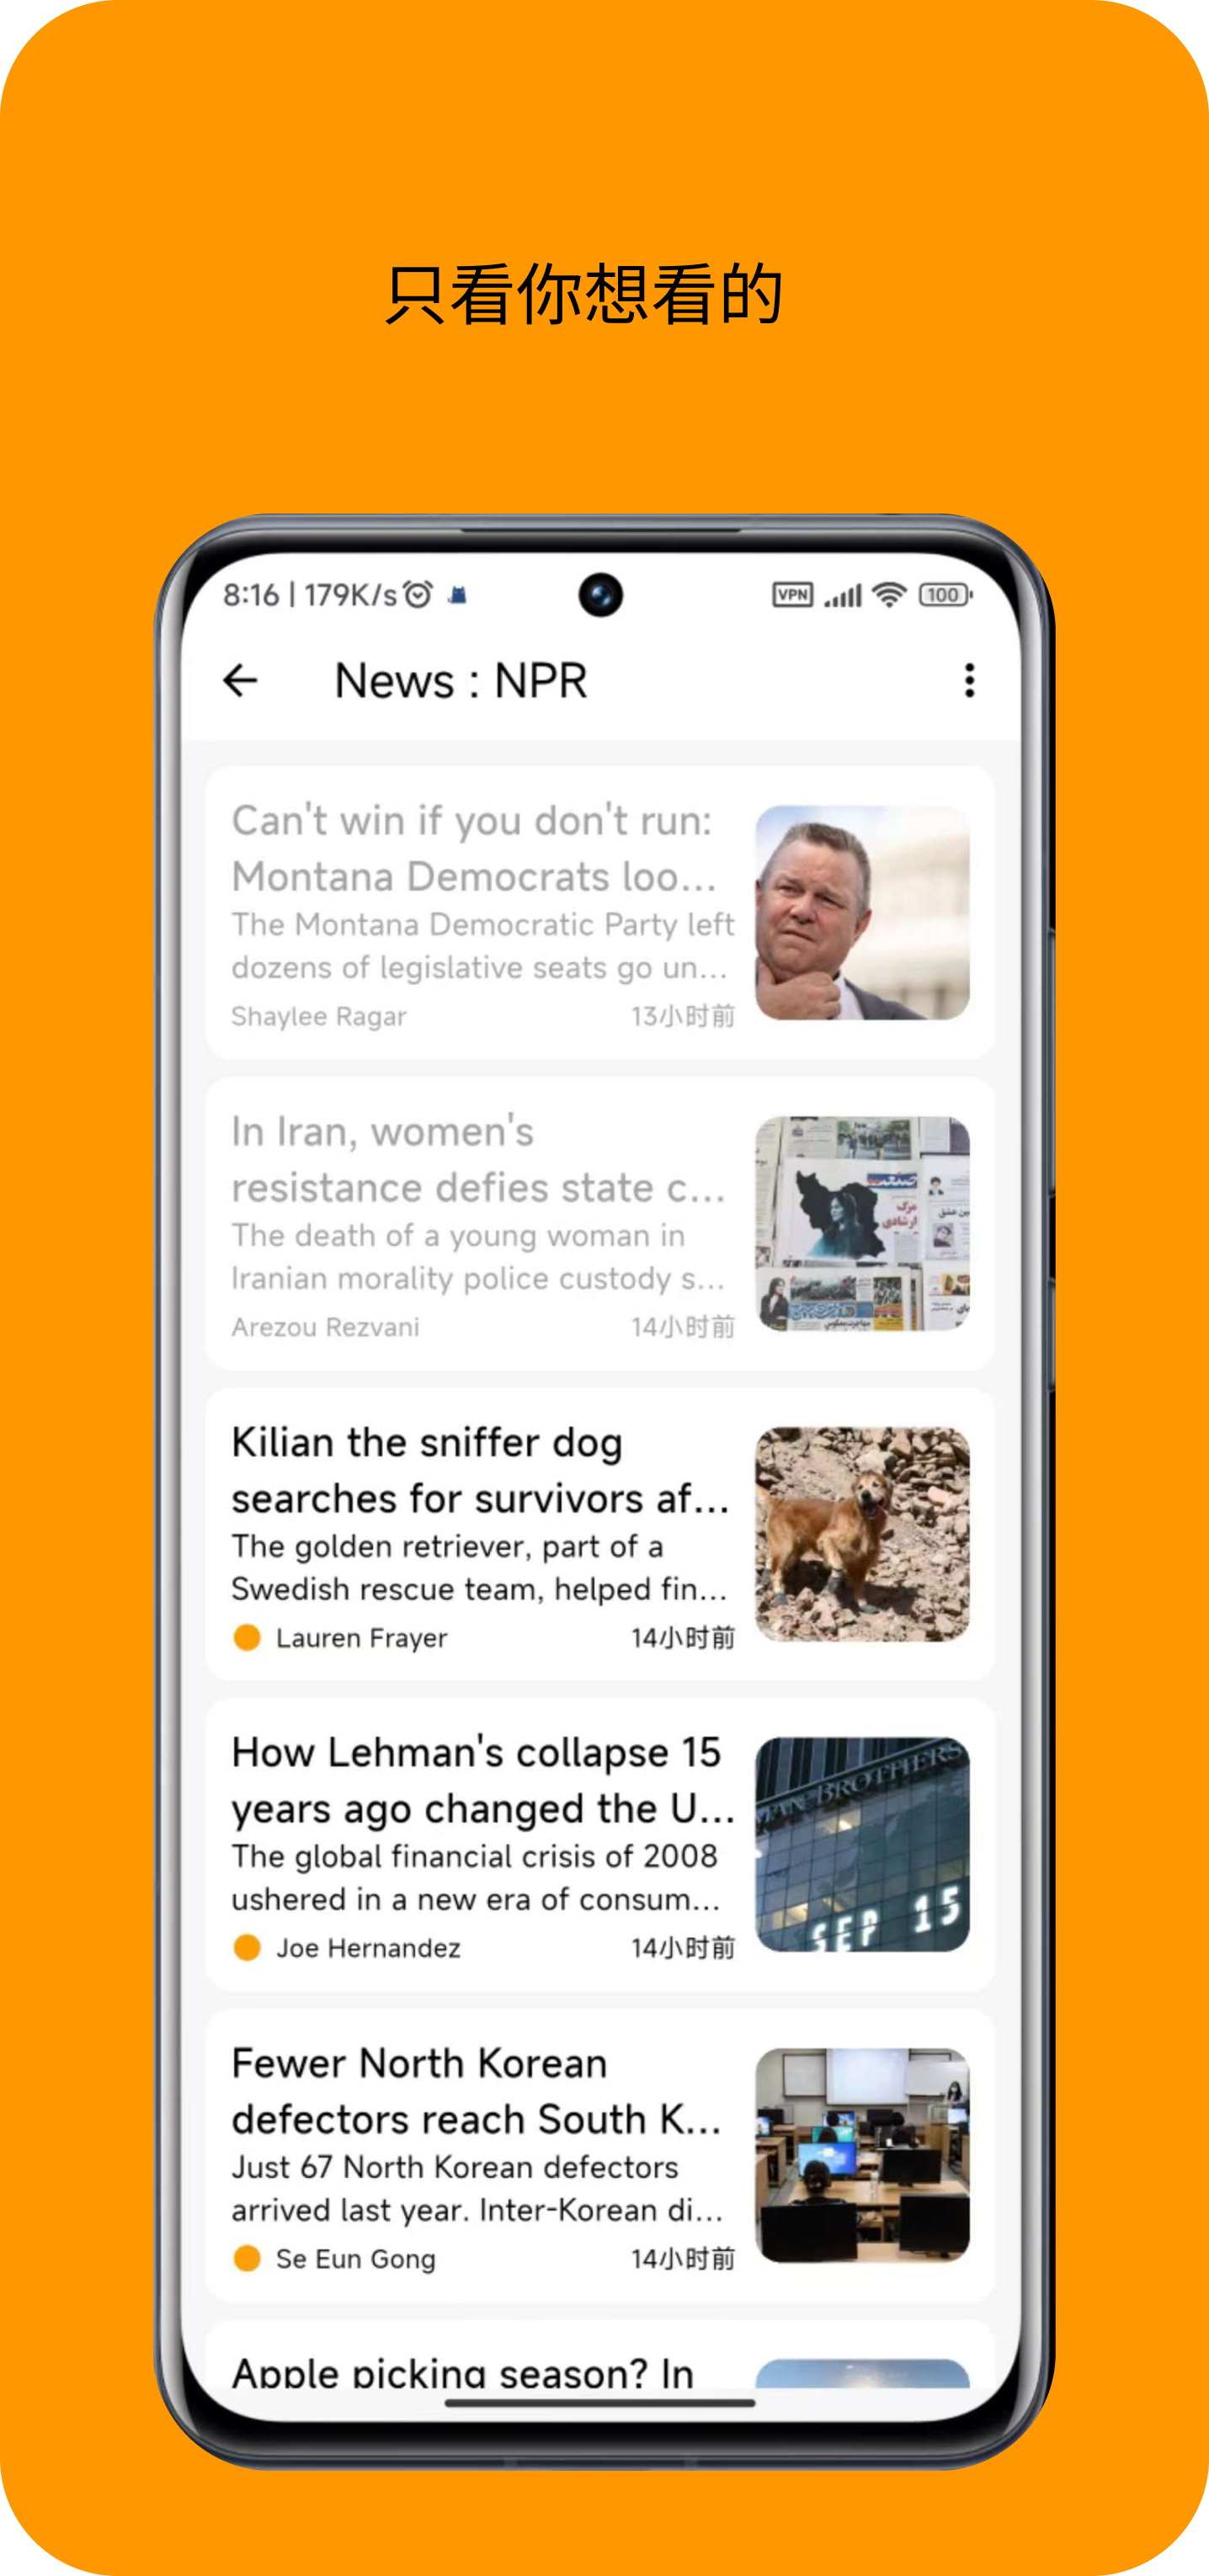 只看你想看的
8:16 | 179K/s
VPN
100
News : NPR
Can't win if you don't run:
Montana Democrats loo...
The Montana Democratic Party left
dozens of legislative seats go un...
Shaylee Ragar 13小时前
In Iran, women's
resistance defies state c...
The death of a young woman in
Iranian morality police custody s...
Arezou Rezvani 14小时前
Kilian the sniffer dog
searches for survivors af...
The golden retriever, part of a
Swedish rescue team, helped fin...
Lauren Frayer 14小时前
How Lehman's collapse 15
years ago changed the U...
The global financial crisis of 2008
ushered in a new era of consum...
Joe Hernandez 14小时前
MAN BROTHERS
SEP 15
Fewer North Korean
defectors reach South K...
Just 67 North Korean defectors
arrived last year. Inter-Korean di...
Se Eun Gong 14小时前
Apple picking season? In